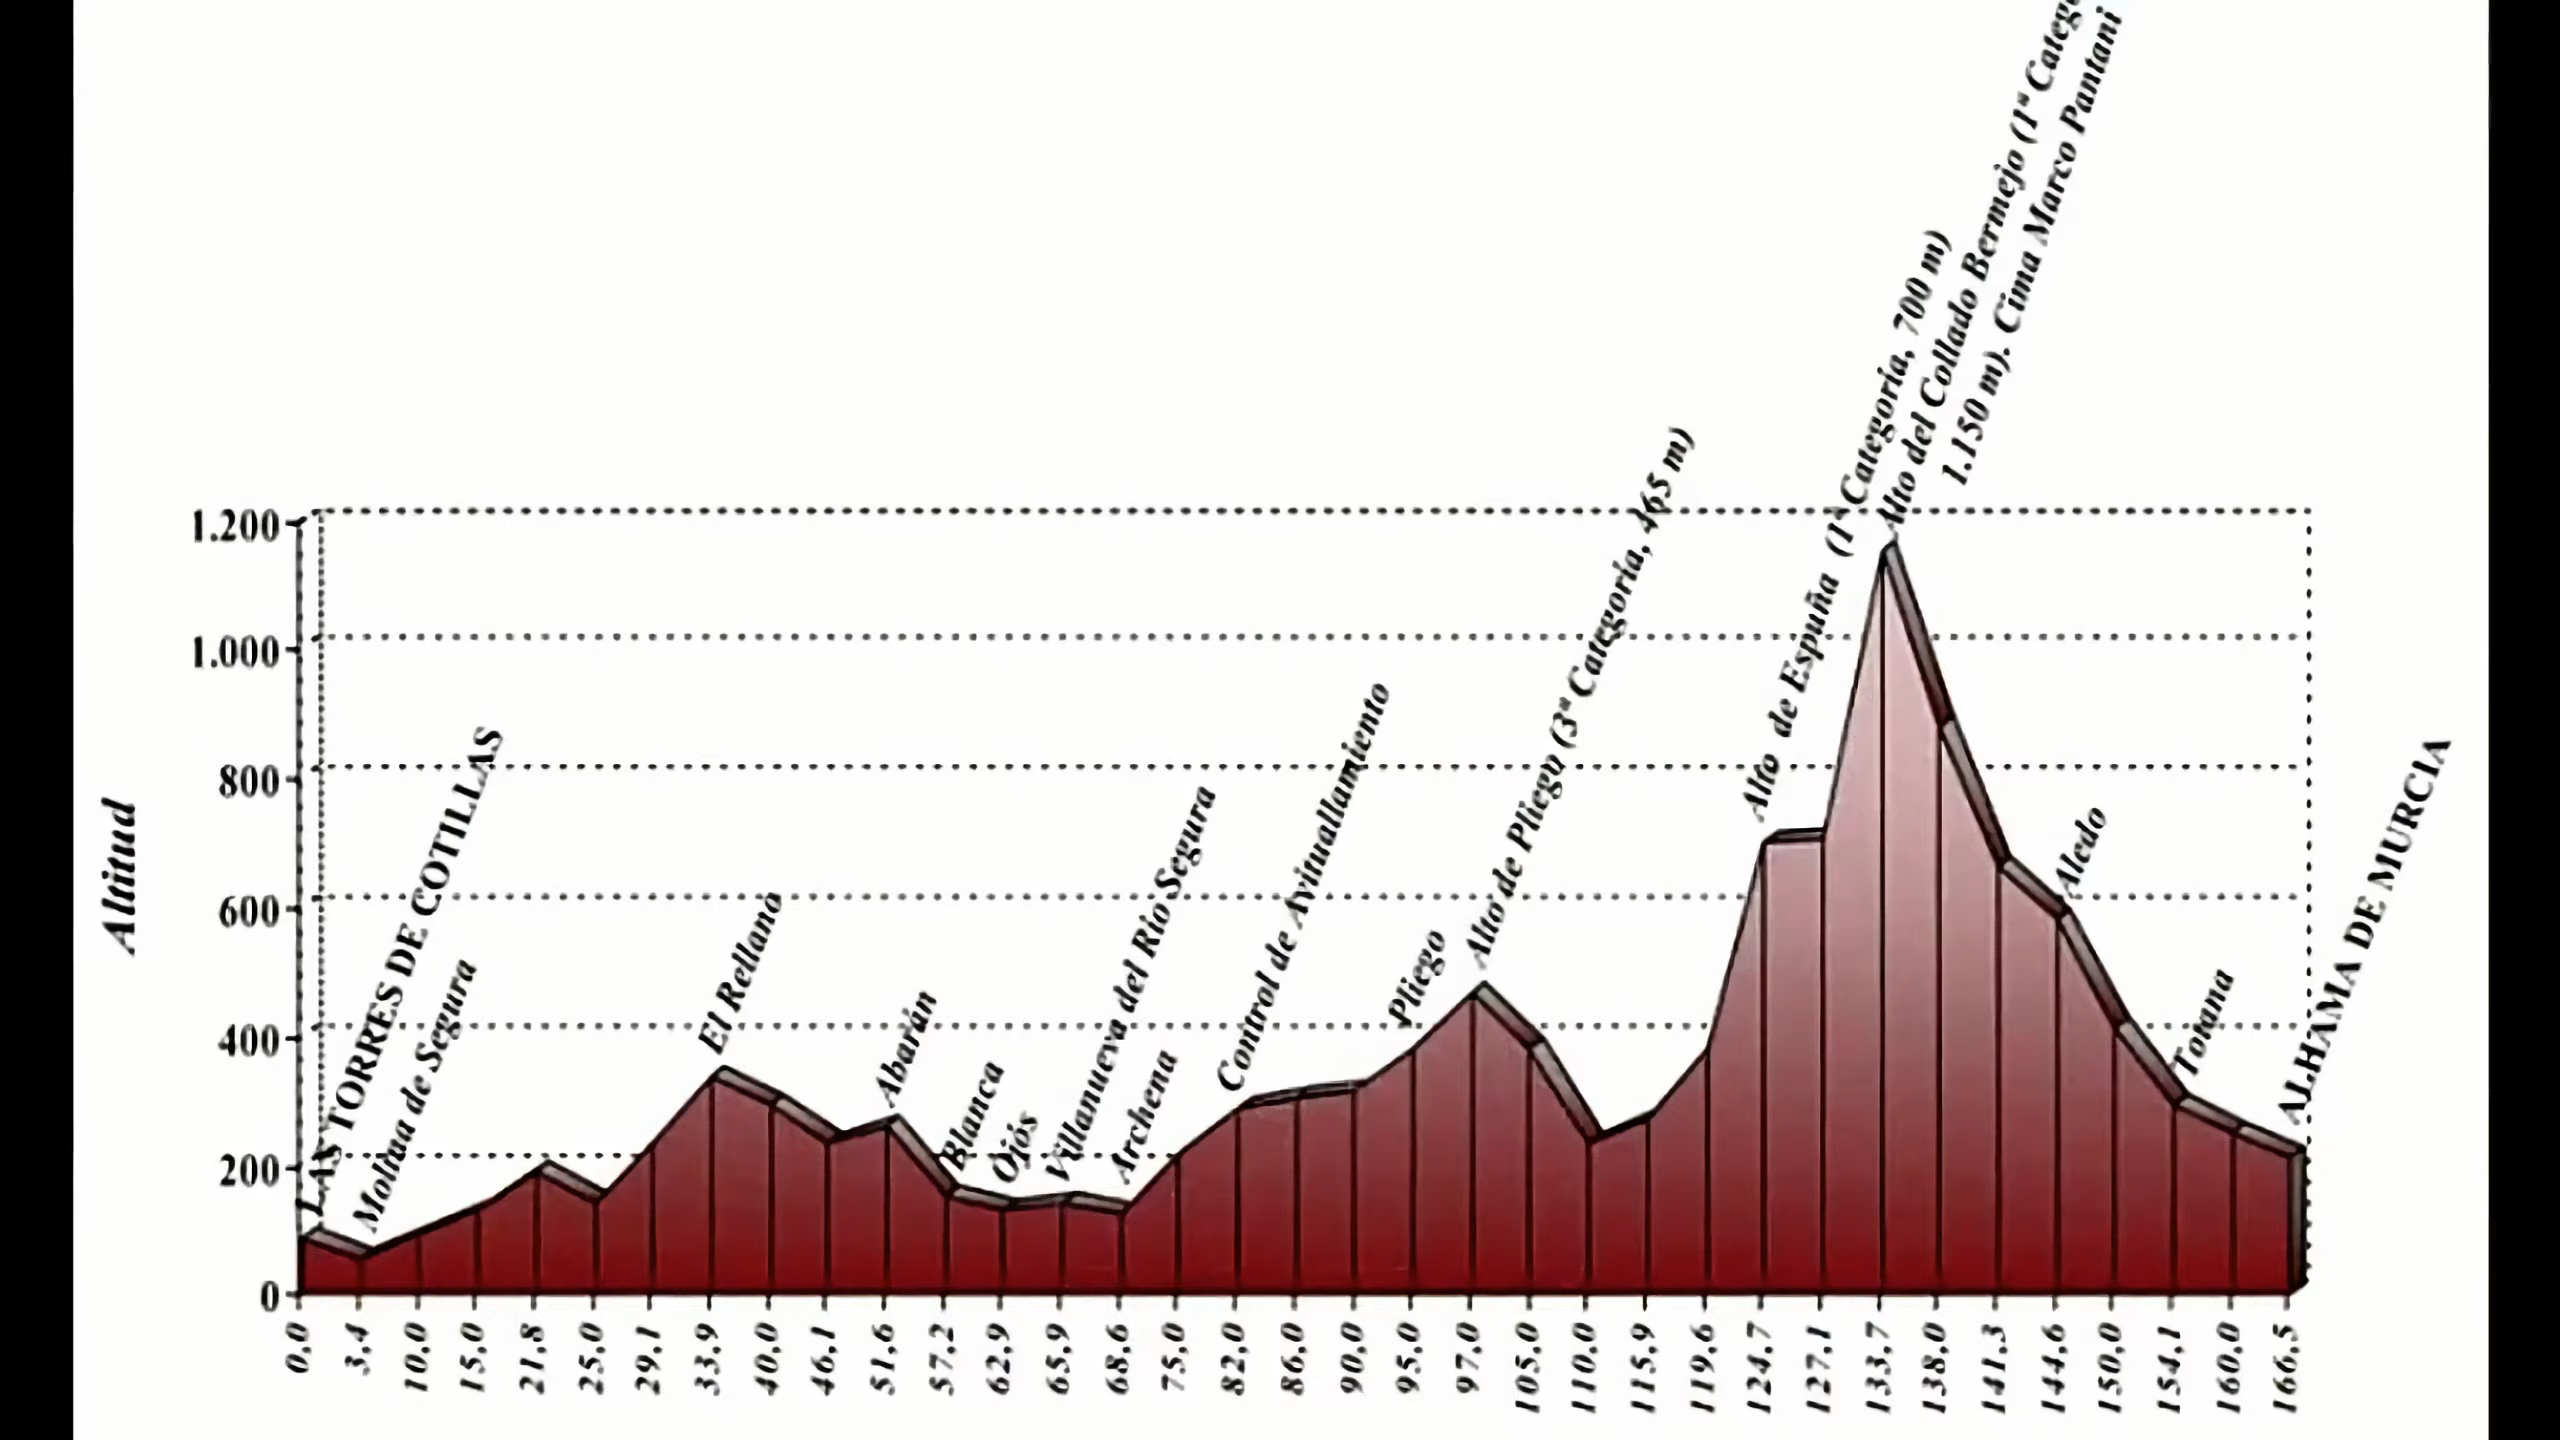 Alto del Collado Bermejo (1ª
1.150 m). Cima Marco Pantani
Alto de España (1ª Categoría, 700 m)
Alto de Pliego (3ª Categoría, 465 m)
Pliego
Control de Avituallamiento
Archena
Villanueva del Rio Segura
Ojós
Blanca
Abarán
El Rellano
Molina de Segura
LAS TORRES DE COTILLAS
Aledo
Totana
ALHAMA DE MURCIA
Altitud
1.200
1.000
800
600
400
200
0
0,0
3,4
10,0
15,0
21,8
25,0
29,1
33,9
40,0
46,1
51,6
57,2
62,9
65,9
68,6
75,0
82,0
86,0
90,0
95,0
97,0
105,0
110,0
115,9
119,6
124,7
127,1
133,7
138,0
141,3
144,6
150,0
154,1
160,0
166,5